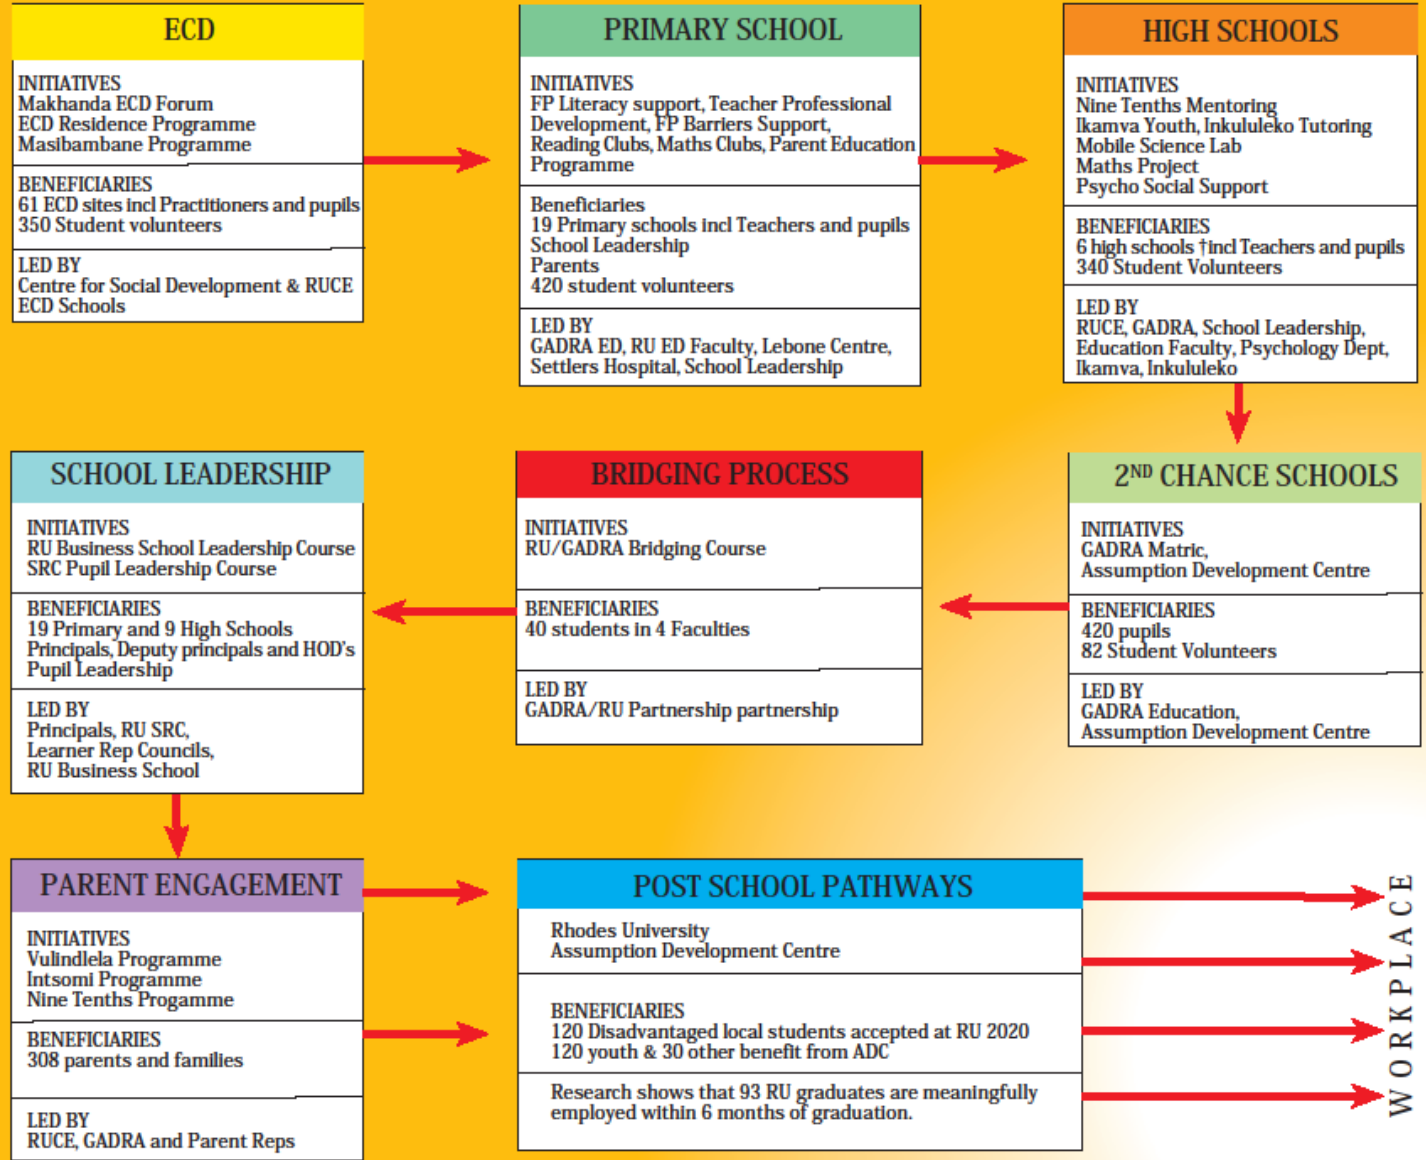 ECD
INITIATIVES
Makhanda ECD Forum
ECD Residence Programme
Masibambane Programme
BENEFICIARIES
61 ECD sites incl Practitioners and pupils
350 Student volunteers
LED BY
Centre for Social Development & RUCE
ECD Schools
PRIMARY SCHOOL
INITIATIVES
FP Literacy support, Teacher Professional
Development, FP Barriers Support,
Reading Clubs, Maths Clubs, Parent Education
Programme
Beneficiaries
19 Primary schools incl Teachers and pupils
School Leadership
Parents
420 student volunteers
LED BY
GADRA ED, RU ED Faculty, Lebone Centre,
Settlers Hospital, School Leadership
HIGH SCHOOLS
INITIATIVES
Nine Tenths Mentoring
Ikamva Youth, Inkululeko Tutoring
Mobile Science Lab
Maths Project
Psycho Social Support
BENEFICIARIES
6 high schools †incl Teachers and pupils
340 Student Volunteers
LED BY
RUCE, GADRA, School Leadership,
Education Faculty, Psychology Dept,
Ikamva, Inkululeko
2ND CHANCE SCHOOLS
INITIATIVES
GADRA Matric,
Assumption Development Centre
BENEFICIARIES
420 pupils
82 Student Volunteers
LED BY
GADRA Education,
Assumption Development Centre
BRIDGING PROCESS
INITIATIVES
RU/GADRA Bridging Course
BENEFICIARIES
40 students in 4 Faculties
LED BY
GADRA/RU Partnership partnership
SCHOOL LEADERSHIP
INITIATIVES
RU Business School Leadership Course
SRC Pupil Leadership Course
BENEFICIARIES
19 Primary and 9 High Schools
Principals, Deputy principals and HOD's
Pupil Leadership
LED BY
Principals, RU SRC,
Learner Rep Councils,
RU Business School
PARENT ENGAGEMENT
INITIATIVES
Vulindlela Programme
Intsomi Programme
Nine Tenths Progamme
BENEFICIARIES
308 parents and families
LED BY
RUCE, GADRA and Parent Reps
POST SCHOOL PATHWAYS
Rhodes University
Assumption Development Centre
BENEFICIARIES
120 Disadvantaged local students accepted at RU 2020
120 youth & 30 other benefit from ADC
Research shows that 93 RU graduates are meaningfully
employed within 6 months of graduation.
WORKPLACE